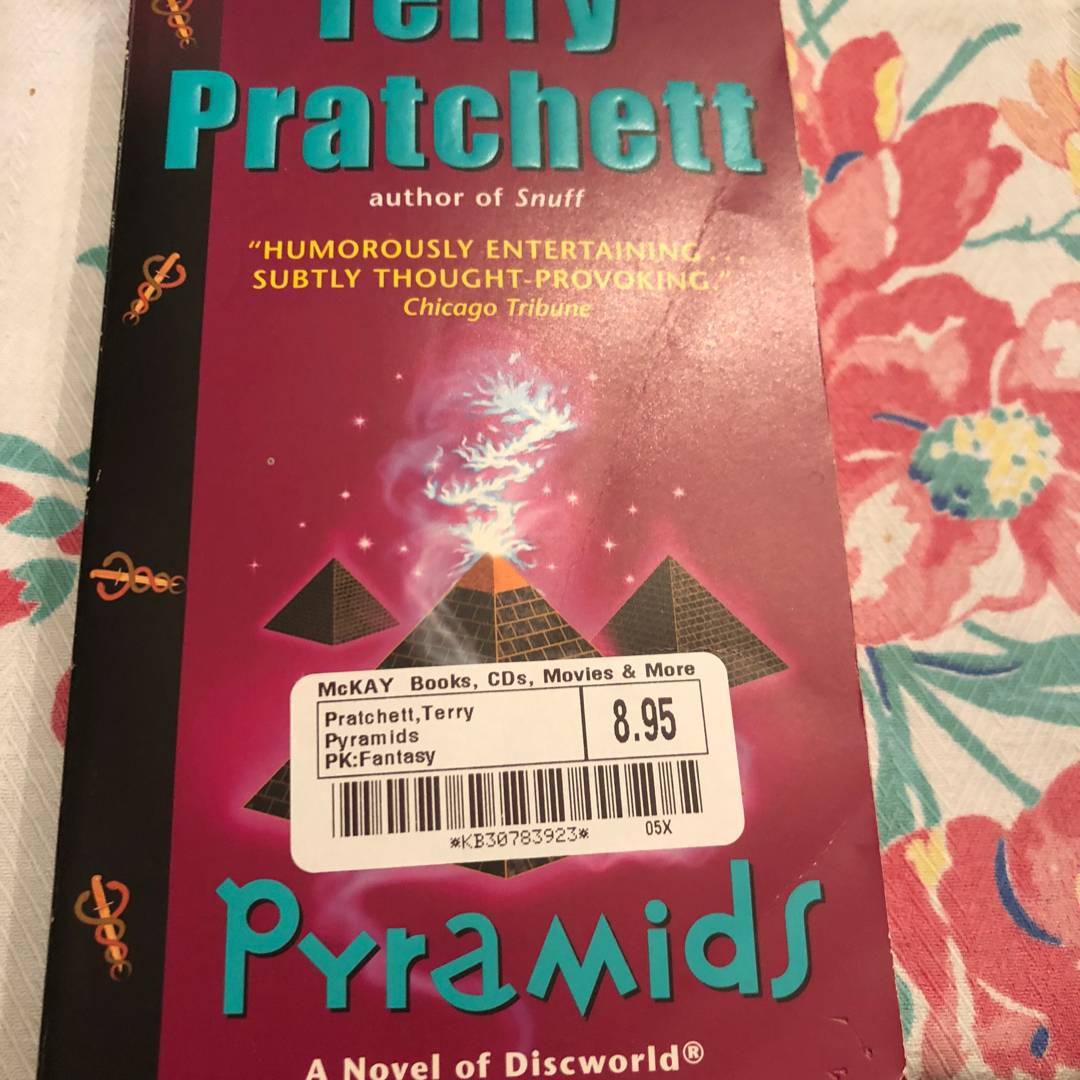 Terry
Pratchett
author of Snuff
“HUMOROUSLY ENTERTAINING . . .
SUBTLY THOUGHT-PROVOKING.”
Chicago Tribune
McKAY Books, CDs, Movies & More
Pratchett,Terry
Pyramids
PK:Fantasy
8.95
*KB30783923*
05X
Pyramids
A Novel of Discworld®